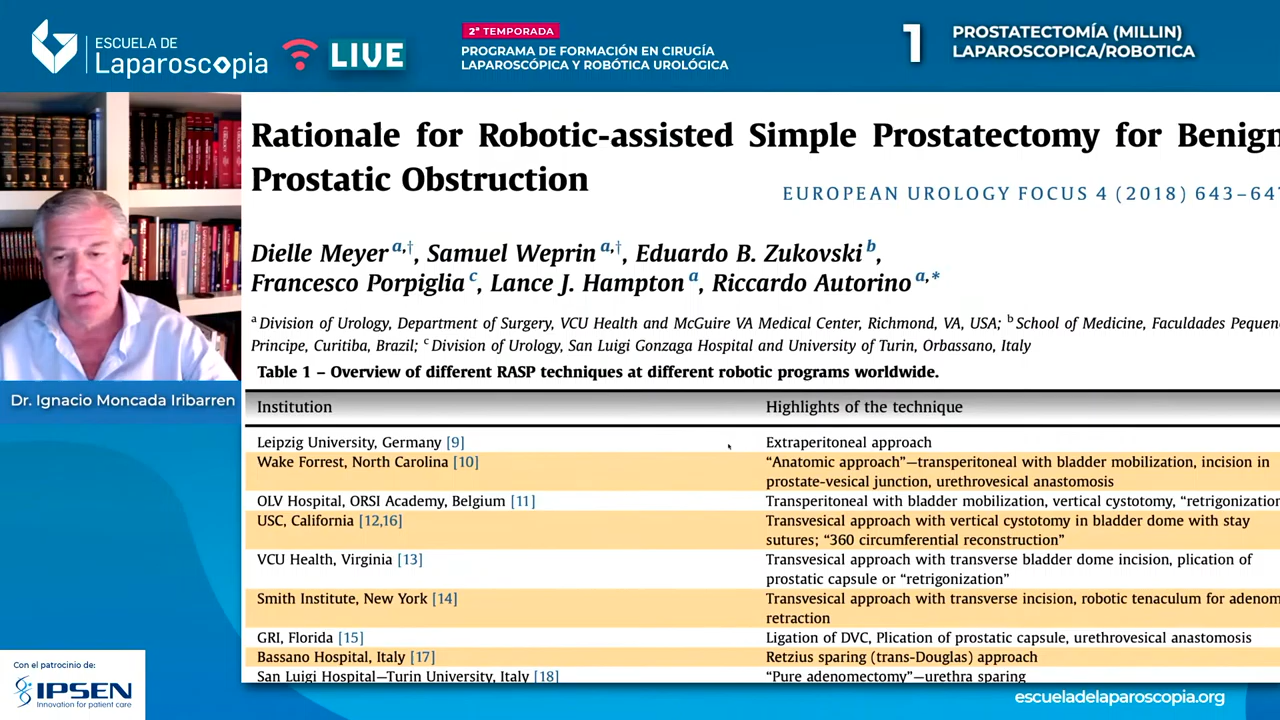 ESCUELA DE
Laparoscopia
LIVE
2ª TEMPORADA
PROGRAMA DE FORMACIÓN EN CIRUGÍA
LAPAROSCÓPICA Y ROBÓTICA UROLÓGICA
1
PROSTATECTOMÍA (MILLIN)
LAPAROSCOPICA/ROBOTICA
Rationale for Robotic-assisted Simple Prostatectomy for Benign
Prostatic Obstruction
EUROPEAN UROLOGY FOCUS 4 (2018) 643–647
Dielle Meyer a,†, Samuel Weprin a,†, Eduardo B. Zukovski b,
Francesco Porpiglia c, Lance J. Hampton a, Riccardo Autorino a,*
a Division of Urology, Department of Surgery, VCU Health and McGuire VA Medical Center, Richmond, VA, USA; b School of Medicine, Faculdades
Principe, Curitiba, Brazil; c Division of Urology, San Luigi Gonzaga Hospital and University of Turin, Orbassano, Italy
Table 1 – Overview of different RASP techniques at different robotic programs worldwide.
Institution Highlights of the technique
Leipzig University, Germany [9] Extraperitoneal approach
Wake Forrest, North Carolina [10] “Anatomic approach”—transperitoneal with bladder mobilization, incision in
prostate-vesical junction, urethrovesical anastomosis
OLV Hospital, ORSI Academy, Belgium [11] Transperitoneal with bladder mobilization, vertical cystotomy, “retrigonization
USC, California [12,16] Transvesical approach with vertical cystotomy in bladder dome with stay
sutures; “360 circumferential reconstruction”
VCU Health, Virginia [13] Transvesical approach with transverse bladder dome incision, plication of
prostatic capsule or “retrigonization”
Smith Institute, New York [14] Transvesical approach with transverse incision, robotic tenaculum for adenom
retraction
GRI, Florida [15] Ligation of DVC, Plication of prostatic capsule, urethrovesical anastomosis
Bassano Hospital, Italy [17] Retzius sparing (trans-Douglas) approach
San Luigi Hospital—Turin University, Italy [18] “Pure adenomectomy”—urethra sparing
Dr. Ignacio Moncada Iribarren
Con el patrocinio de:
IPSEN
Innovation for patient care
escueladelaparoscopia.org